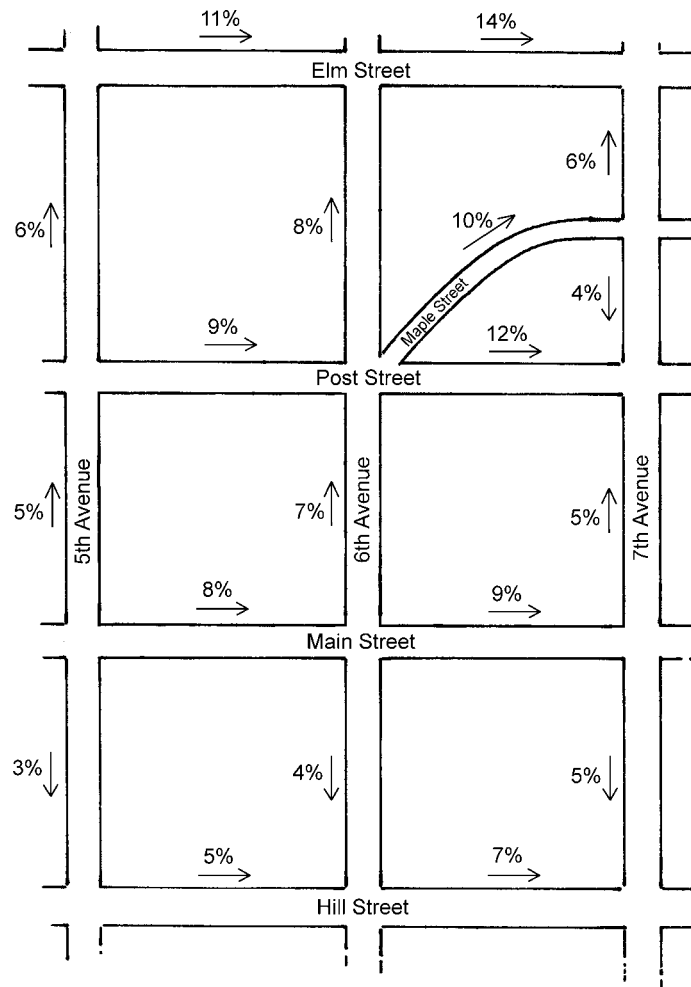 11%
14%
Elm Street
6%
6%
8%
10%
Maple Street
4%
9%
12%
Post Street
5%
5th Avenue
7%
6th Avenue
5%
7th Avenue
8%
9%
Main Street
3%
4%
5%
5%
7%
Hill Street